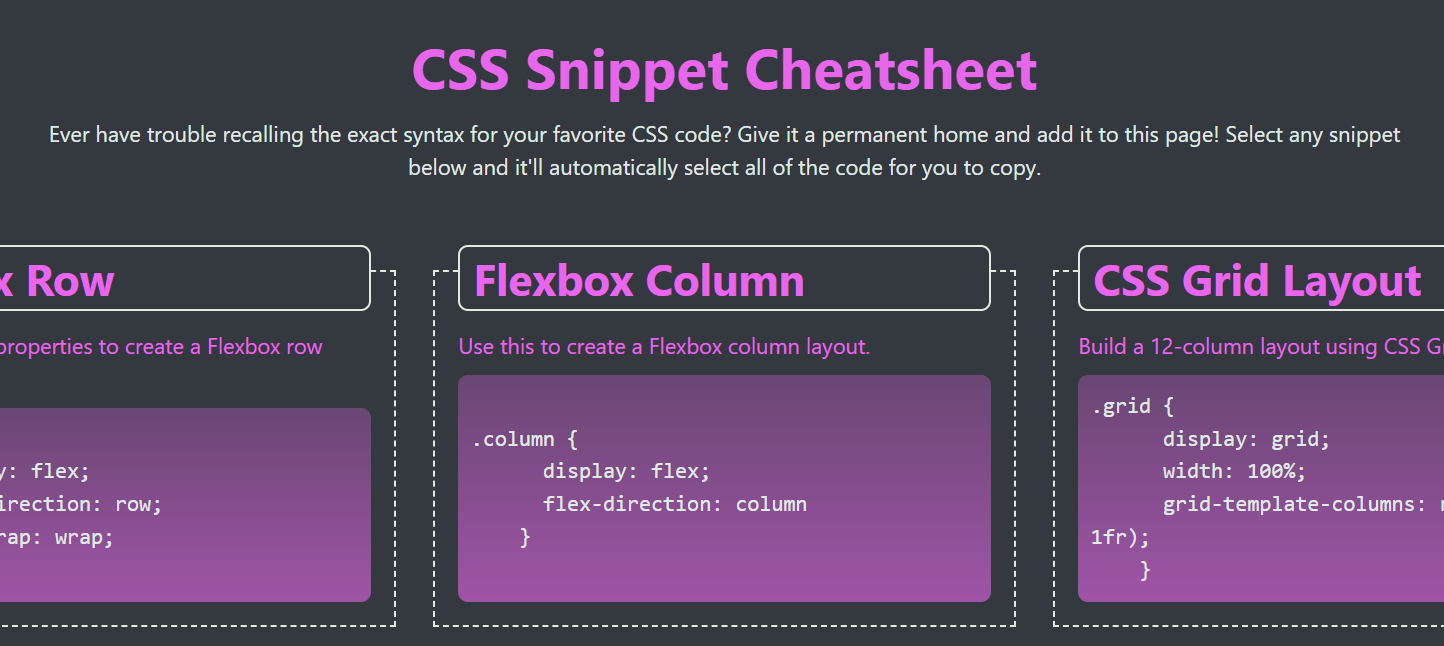 CSS Snippet Cheatsheet
Ever have trouble recalling the exact syntax for your favorite CSS code? Give it a permanent home and add it to this page! Select any snippet
below and it'll automatically select all of the code for you to copy.
x Row
properties to create a Flexbox row
y: flex;
irection: row;
rap: wrap;
Flexbox Column
Use this to create a Flexbox column layout.
.column {
display: flex;
flex-direction: column
}
CSS Grid Layout
Build a 12-column layout using CSS Gr
.grid {
display: grid;
width: 100%;
grid-template-columns:
1fr);
}